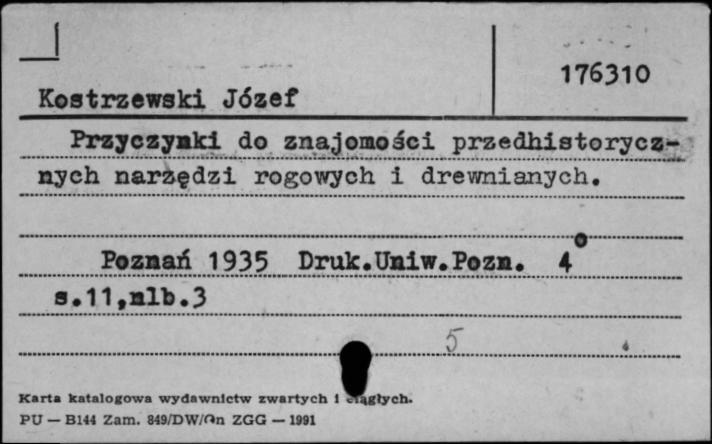 176310
Kostrzewski Józef
Przyczynki do znajomości przedhistorycz-
nych narzędzi rogowych i drewnianych.
Poznań 1935 Druk.Uniw.Pozn. 4°
s.11,nlb.3
5
Karta katalogowa wydawnictw zwartych i ciągłych.
PU — B144 Zam. 849/DW/On ZGG — 1991